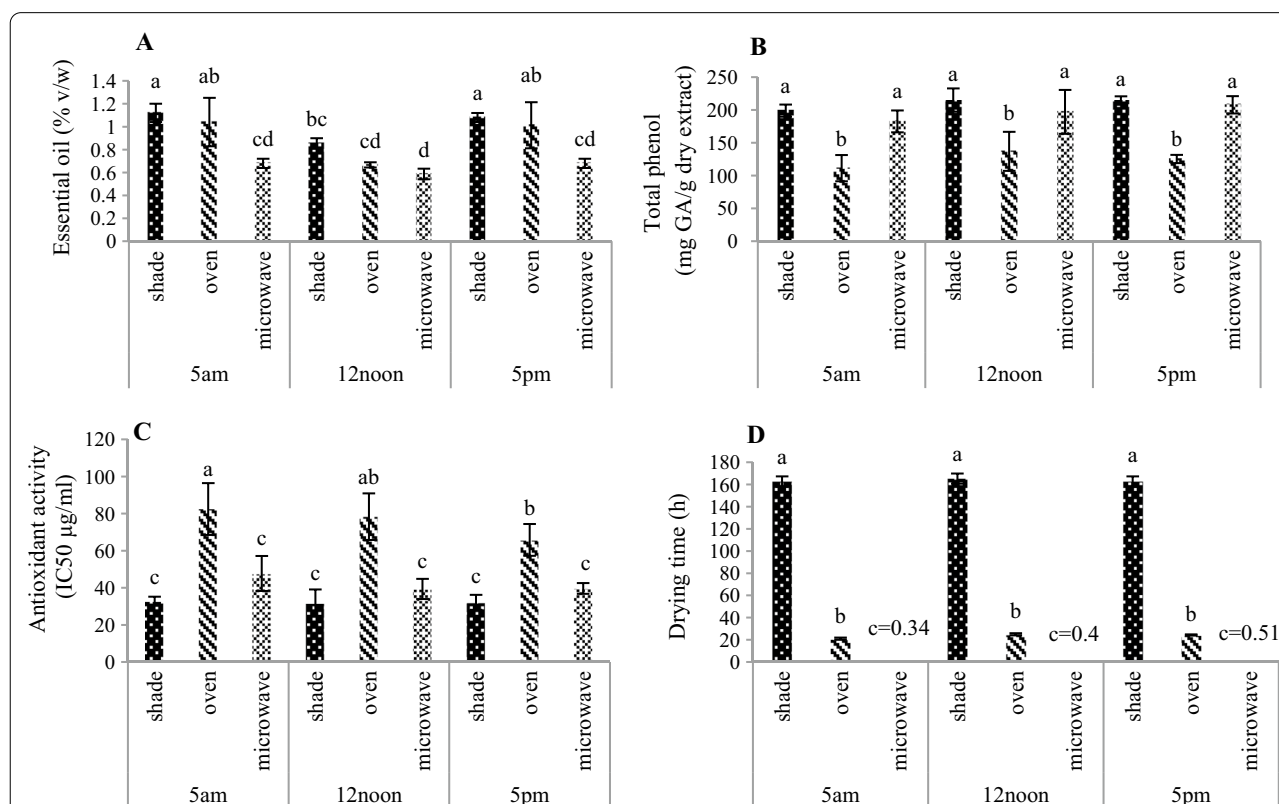 A
Essential oil (% v/w)
1.4
1.2
1
0.8
0.6
0.4
0.2
0
a ab cd bc cd d a ab cd
shade oven microwave shade oven microwave shade oven microwave
5am 12noon 5pm
B
Total phenol
(mg GA/g dry extract)
250
200
150
100
50
0
a b a a b a a b a
shade oven microwave shade oven microwave shade oven microwave
5am 12noon 5pm
C
Antioxidant activity
(IC50 µg/ml)
120
100
80
60
40
20
0
c a c c ab c c b c
shade oven microwave shade oven microwave shade oven microwave
5am 12noon 5pm
D
Drying time (h)
180
160
140
120
100
80
60
40
20
0
a b c=0.34 a b c=0.4 a b c=0.51
shade oven microwave shade oven microwave shade oven microwave
5am 12noon 5pm